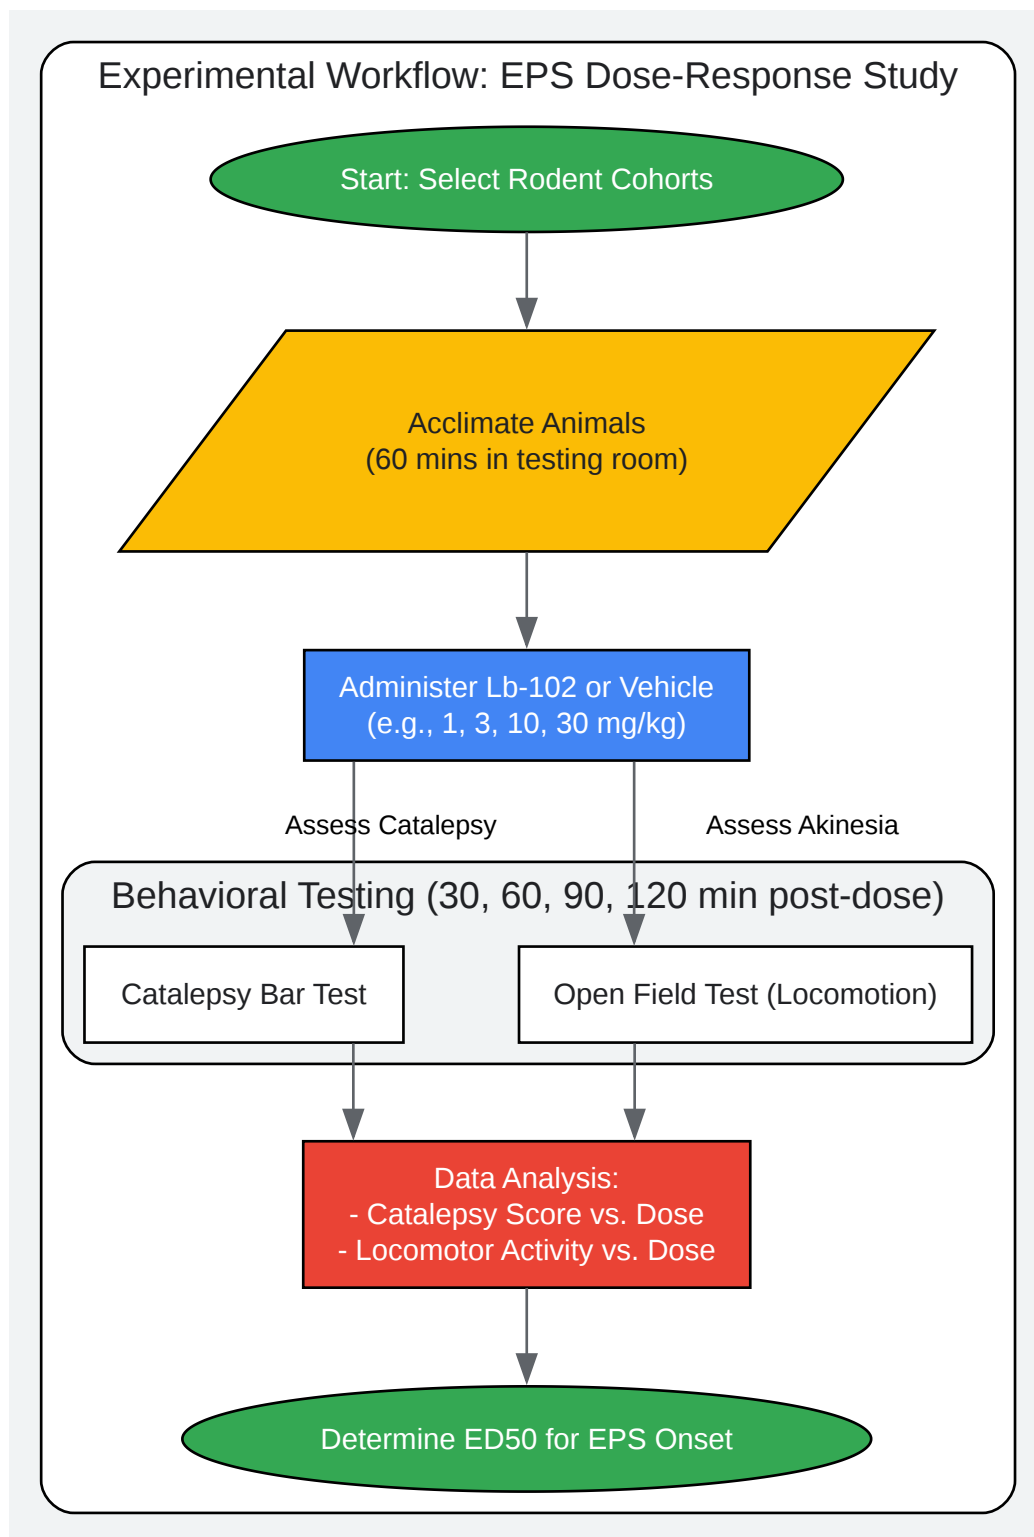 Experimental Workflow: EPS Dose-Response Study
Start: Select Rodent Cohorts
Acclimate Animals
(60 mins in testing room)
Administer Lb-102 or Vehicle
(e.g., 1, 3, 10, 30 mg/kg)
Assess Catalepsy
Assess Akinesia
Behavioral Testing (30, 60, 90, 120 min post-dose)
Catalepsy Bar Test
Open Field Test (Locomotion)
Data Analysis:
- Catalepsy Score vs. Dose
- Locomotor Activity vs. Dose
Determine ED50 for EPS Onset